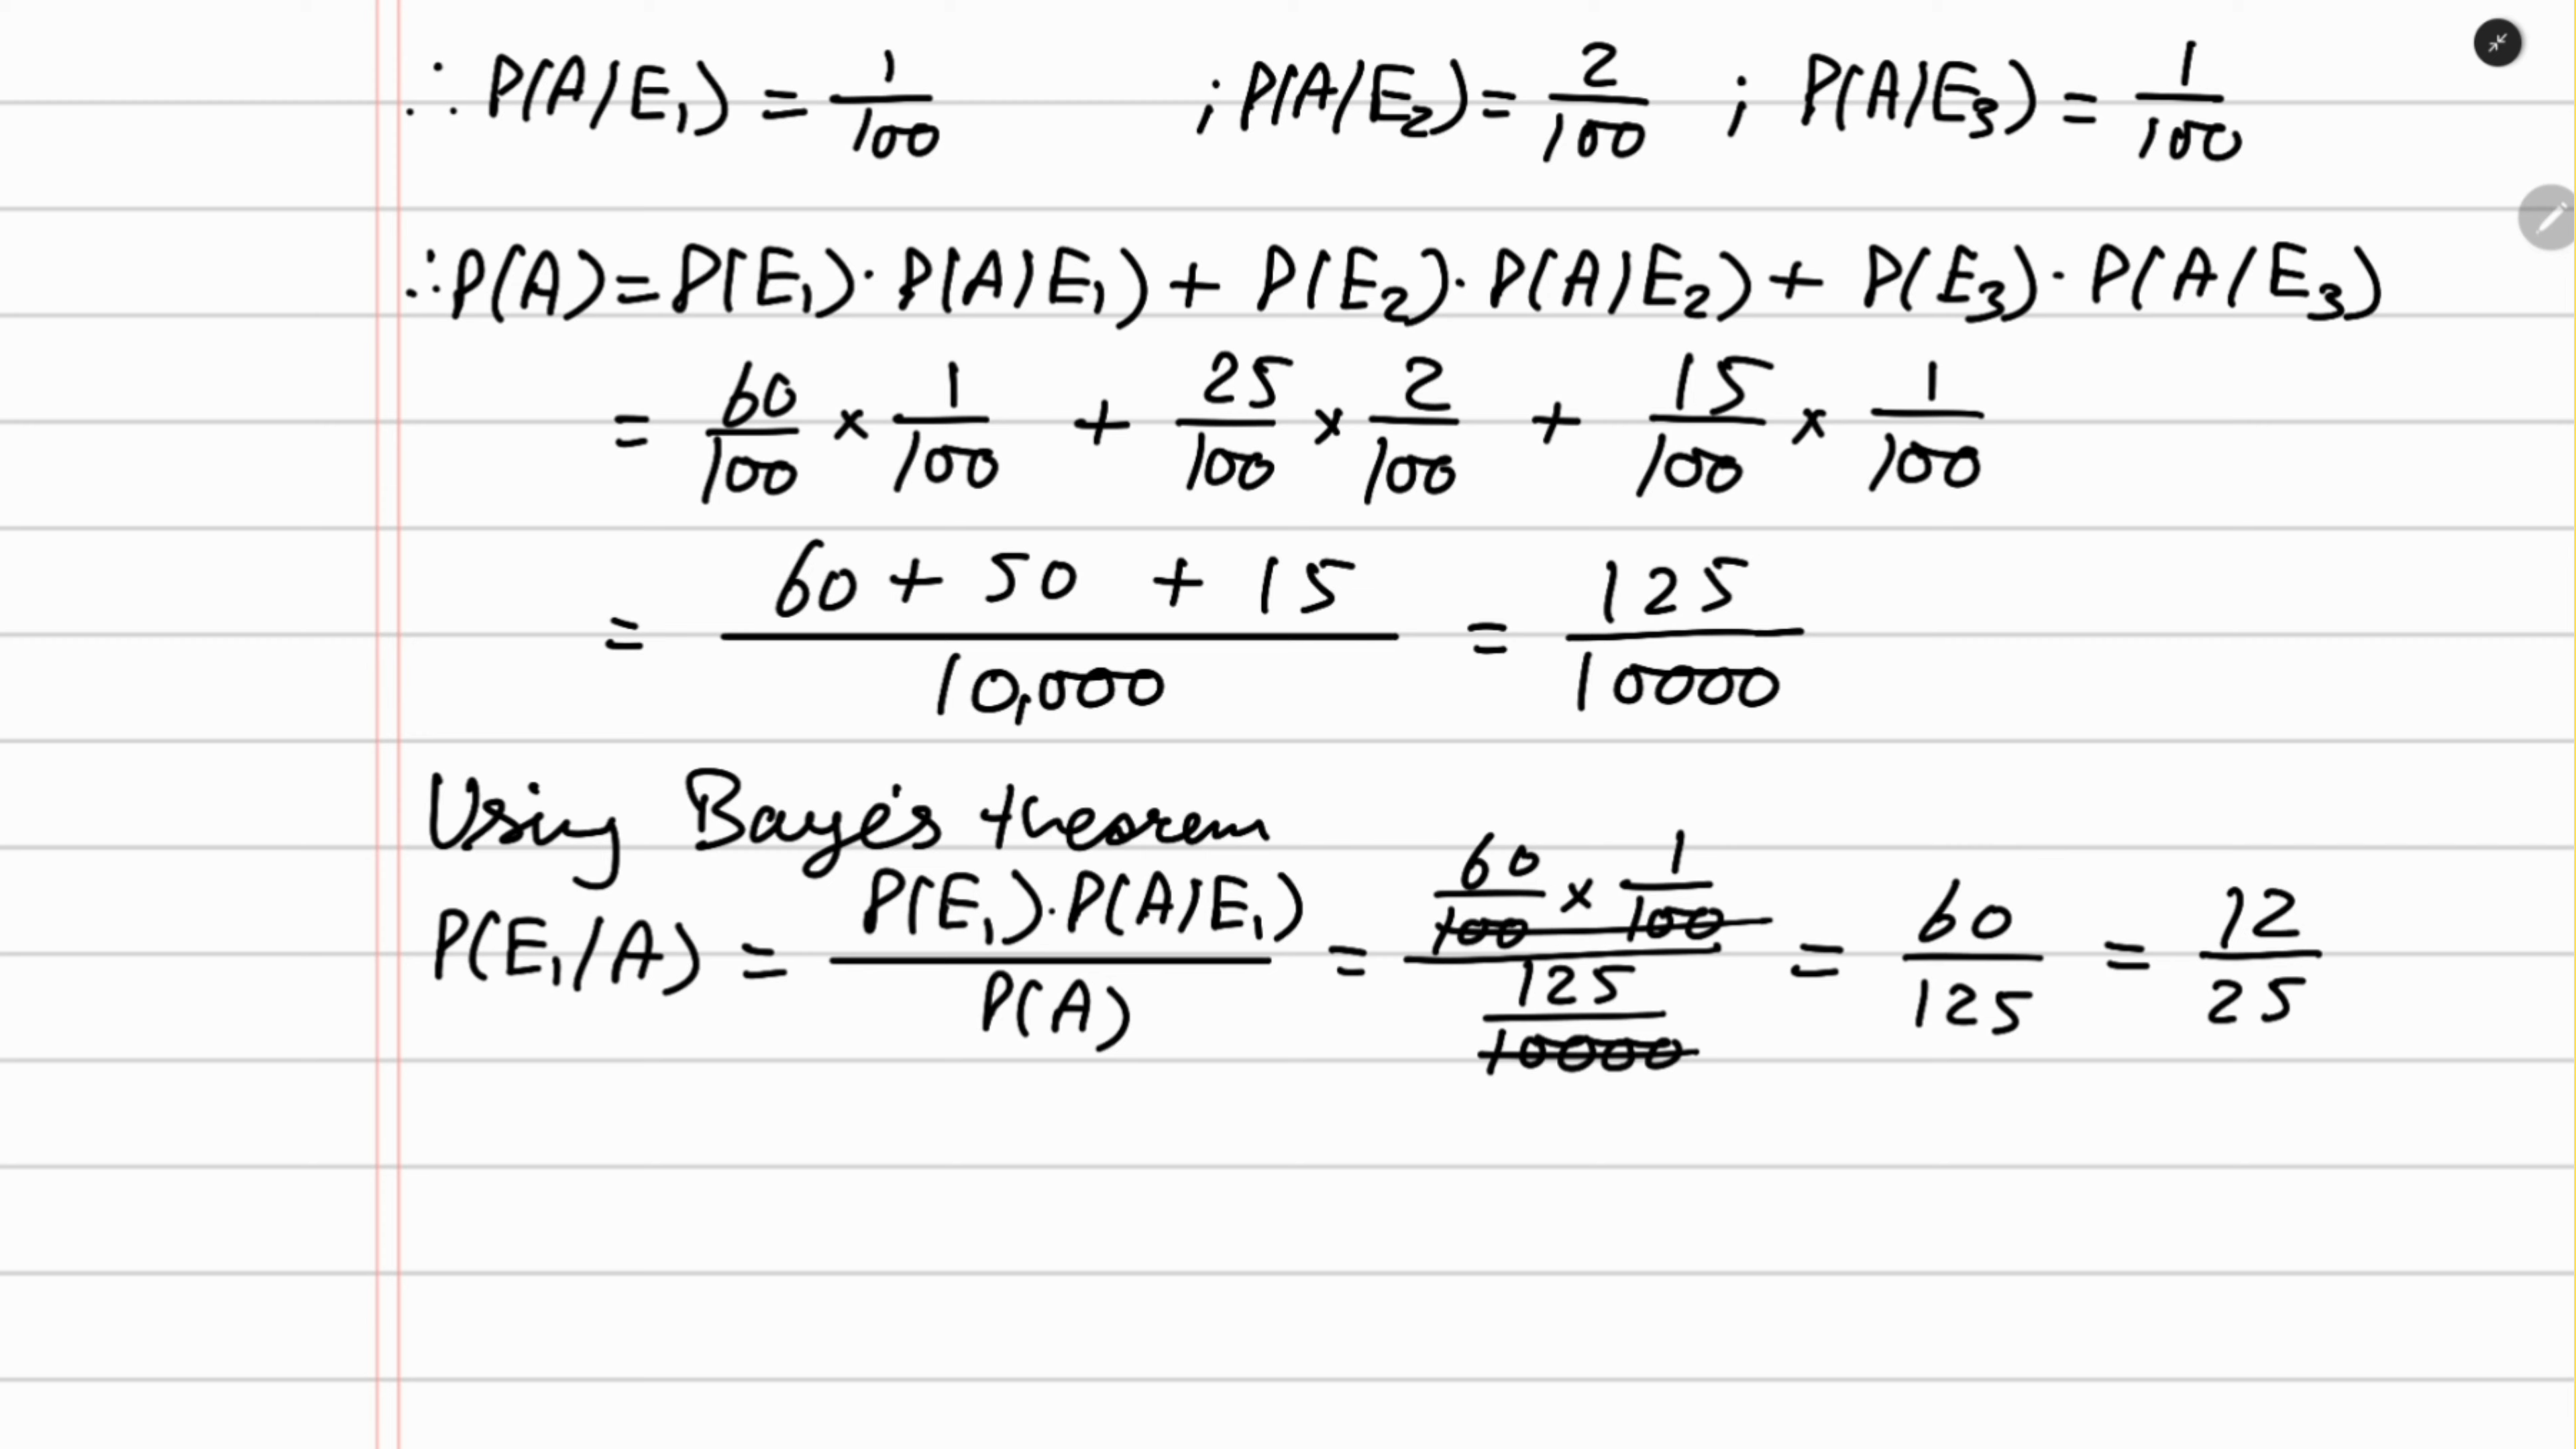 ∴ P(A/E₁) = 1/100 ; P(A/E₂) = 2/100 ; P(A/E₃) = 1/100
∴ P(A) = P(E₁)·P(A/E₁) + P(E₂)·P(A/E₂) + P(E₃)·P(A/E₃)
= 60/100 × 1/100 + 25/100 × 2/100 + 15/100 × 1/100
= (60 + 50 + 15)/10,000 = 125/10000
Using Baye's theorem
P(E₁/A) = P(E₁)·P(A/E₁)/P(A) = (60/100 × 1/100)/(125/10000) = 60/125 = 12/25